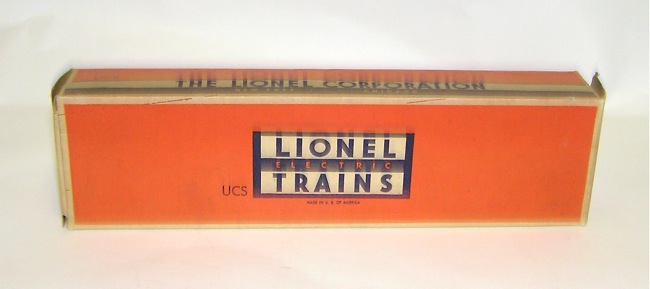 THE LIONEL CORPORATION
LIONEL
ELECTRIC
TRAINS
UCS
MADE IN U. S. OF AMERICA